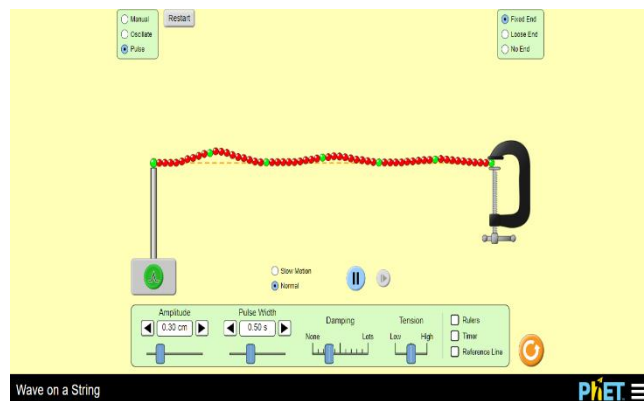 Manual
Oscillate
Pulse
Restart
Fixed End
Loose End
No End
Slow Motion
Normal
Amplitude
0.30 cm
Pulse Width
0.50 s
Damping
None
Lots
Tension
Low
High
Rulers
Timer
Reference Line
Wave on a String
PhET